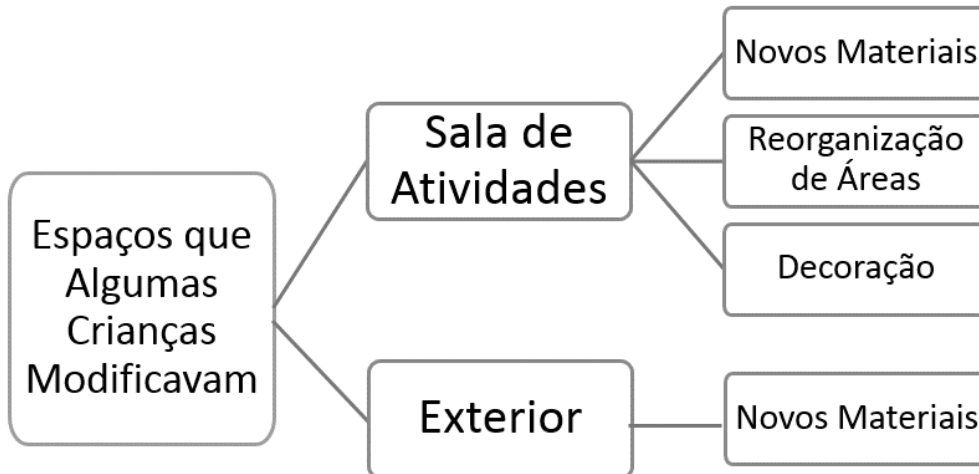 Espaços que
Algumas
Crianças
Modificavam
Sala de
Atividades
Novos Materiais
Reorganização
de Áreas
Decoração
Exterior
Novos Materiais